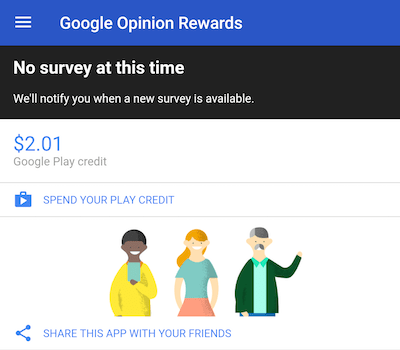 Google Opinion Rewards
No survey at this time
We'll notify you when a new survey is available.
$2.01
Google Play credit
SPEND YOUR PLAY CREDIT
SHARE THIS APP WITH YOUR FRIENDS